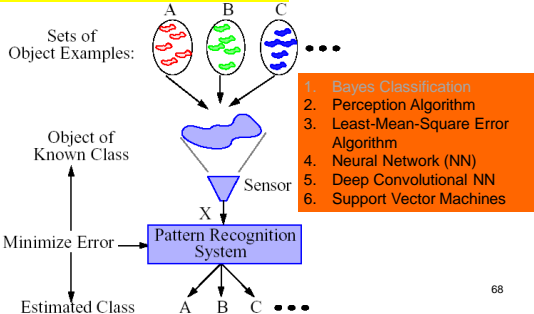 A B C
Sets of
Object Examples:
1. Bayes Classification
2. Perception Algorithm
3. Least-Mean-Square Error
Algorithm
4. Neural Network (NN)
5. Deep Convolutional NN
6. Support Vector Machines
Object of
Known Class
Sensor
X
Minimize Error
Pattern Recognition
System
Estimated Class
A B C
68